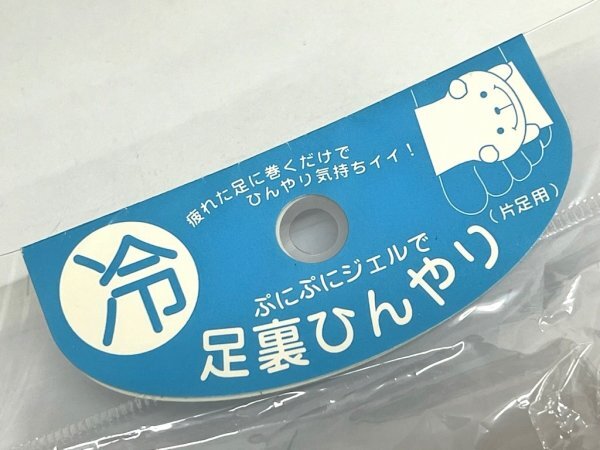 疲れた足に巻くだけで
ひんやり気持ちイイ!
冷
ぷにぷにジェルで
足裏ひんやり
(片足用)